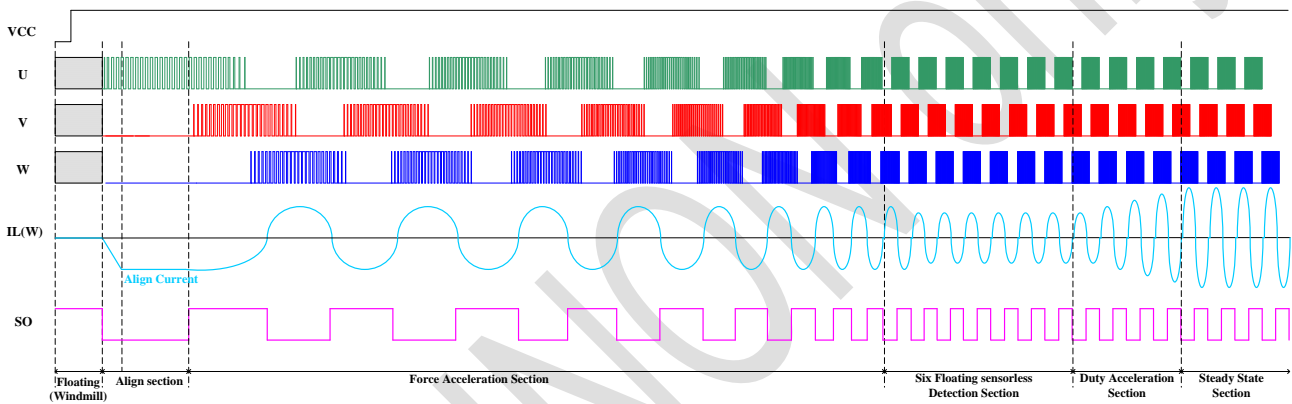 VCC
U
V
W
IL(W)
Align Current
SO
Floating
(Windmill)
Align section
Force Acceleration Section
Six Floating sensorless
Detection Section
Duty Acceleration
Section
Steady State
Section